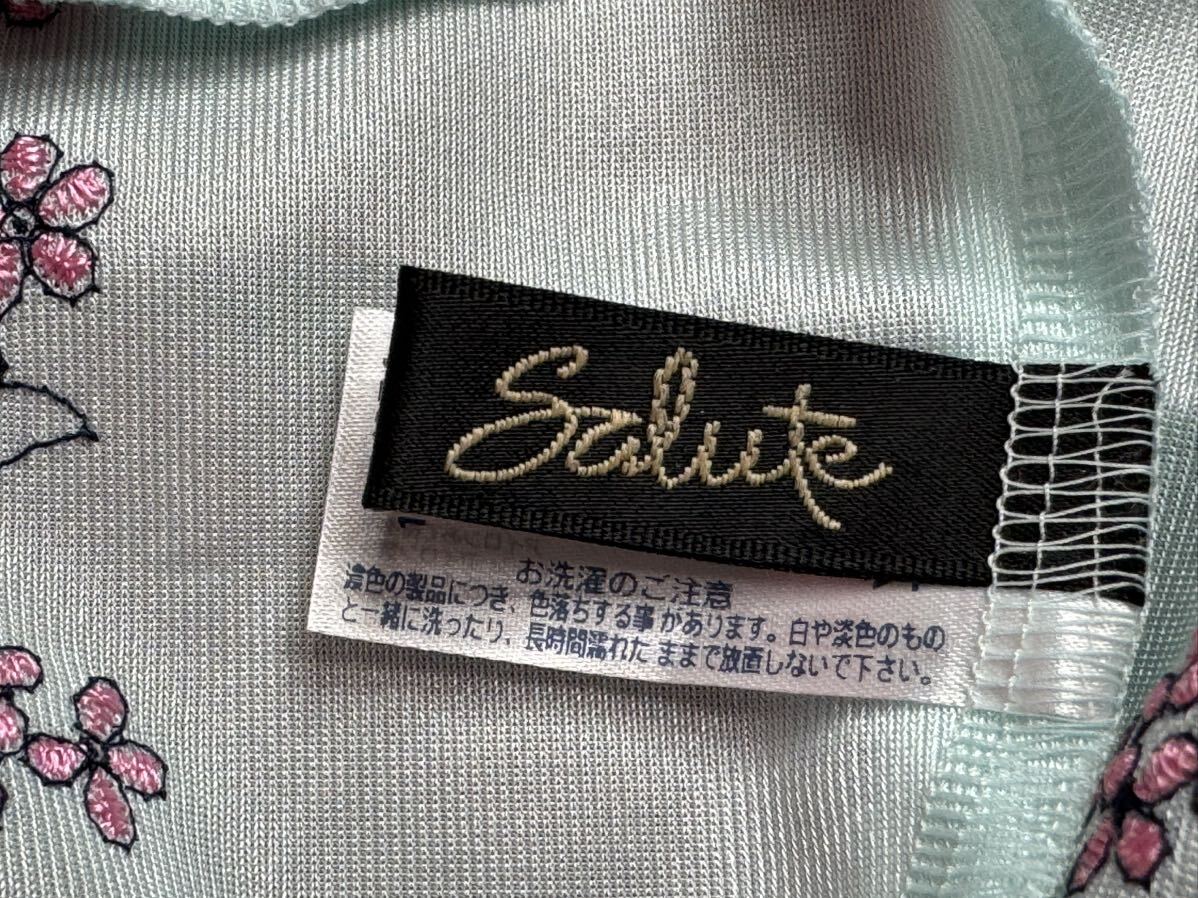 Salute
お洗濯のご注意
濃色の製品につき、色落ちする事があります。白や淡色のもの
と一緒に洗ったり、長時間濡れたままで放置しないで下さい。